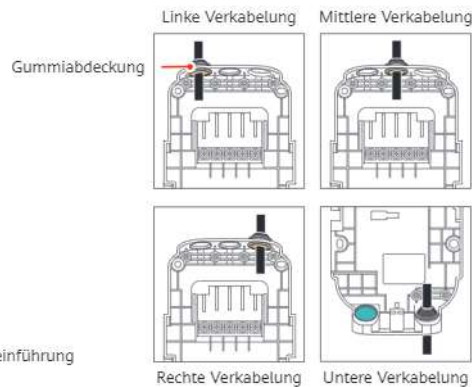 Linke Verkabelung Mittlere Verkabelung
Gummiabdeckung
einführung
Rechte Verkabelung Untere Verkabelung